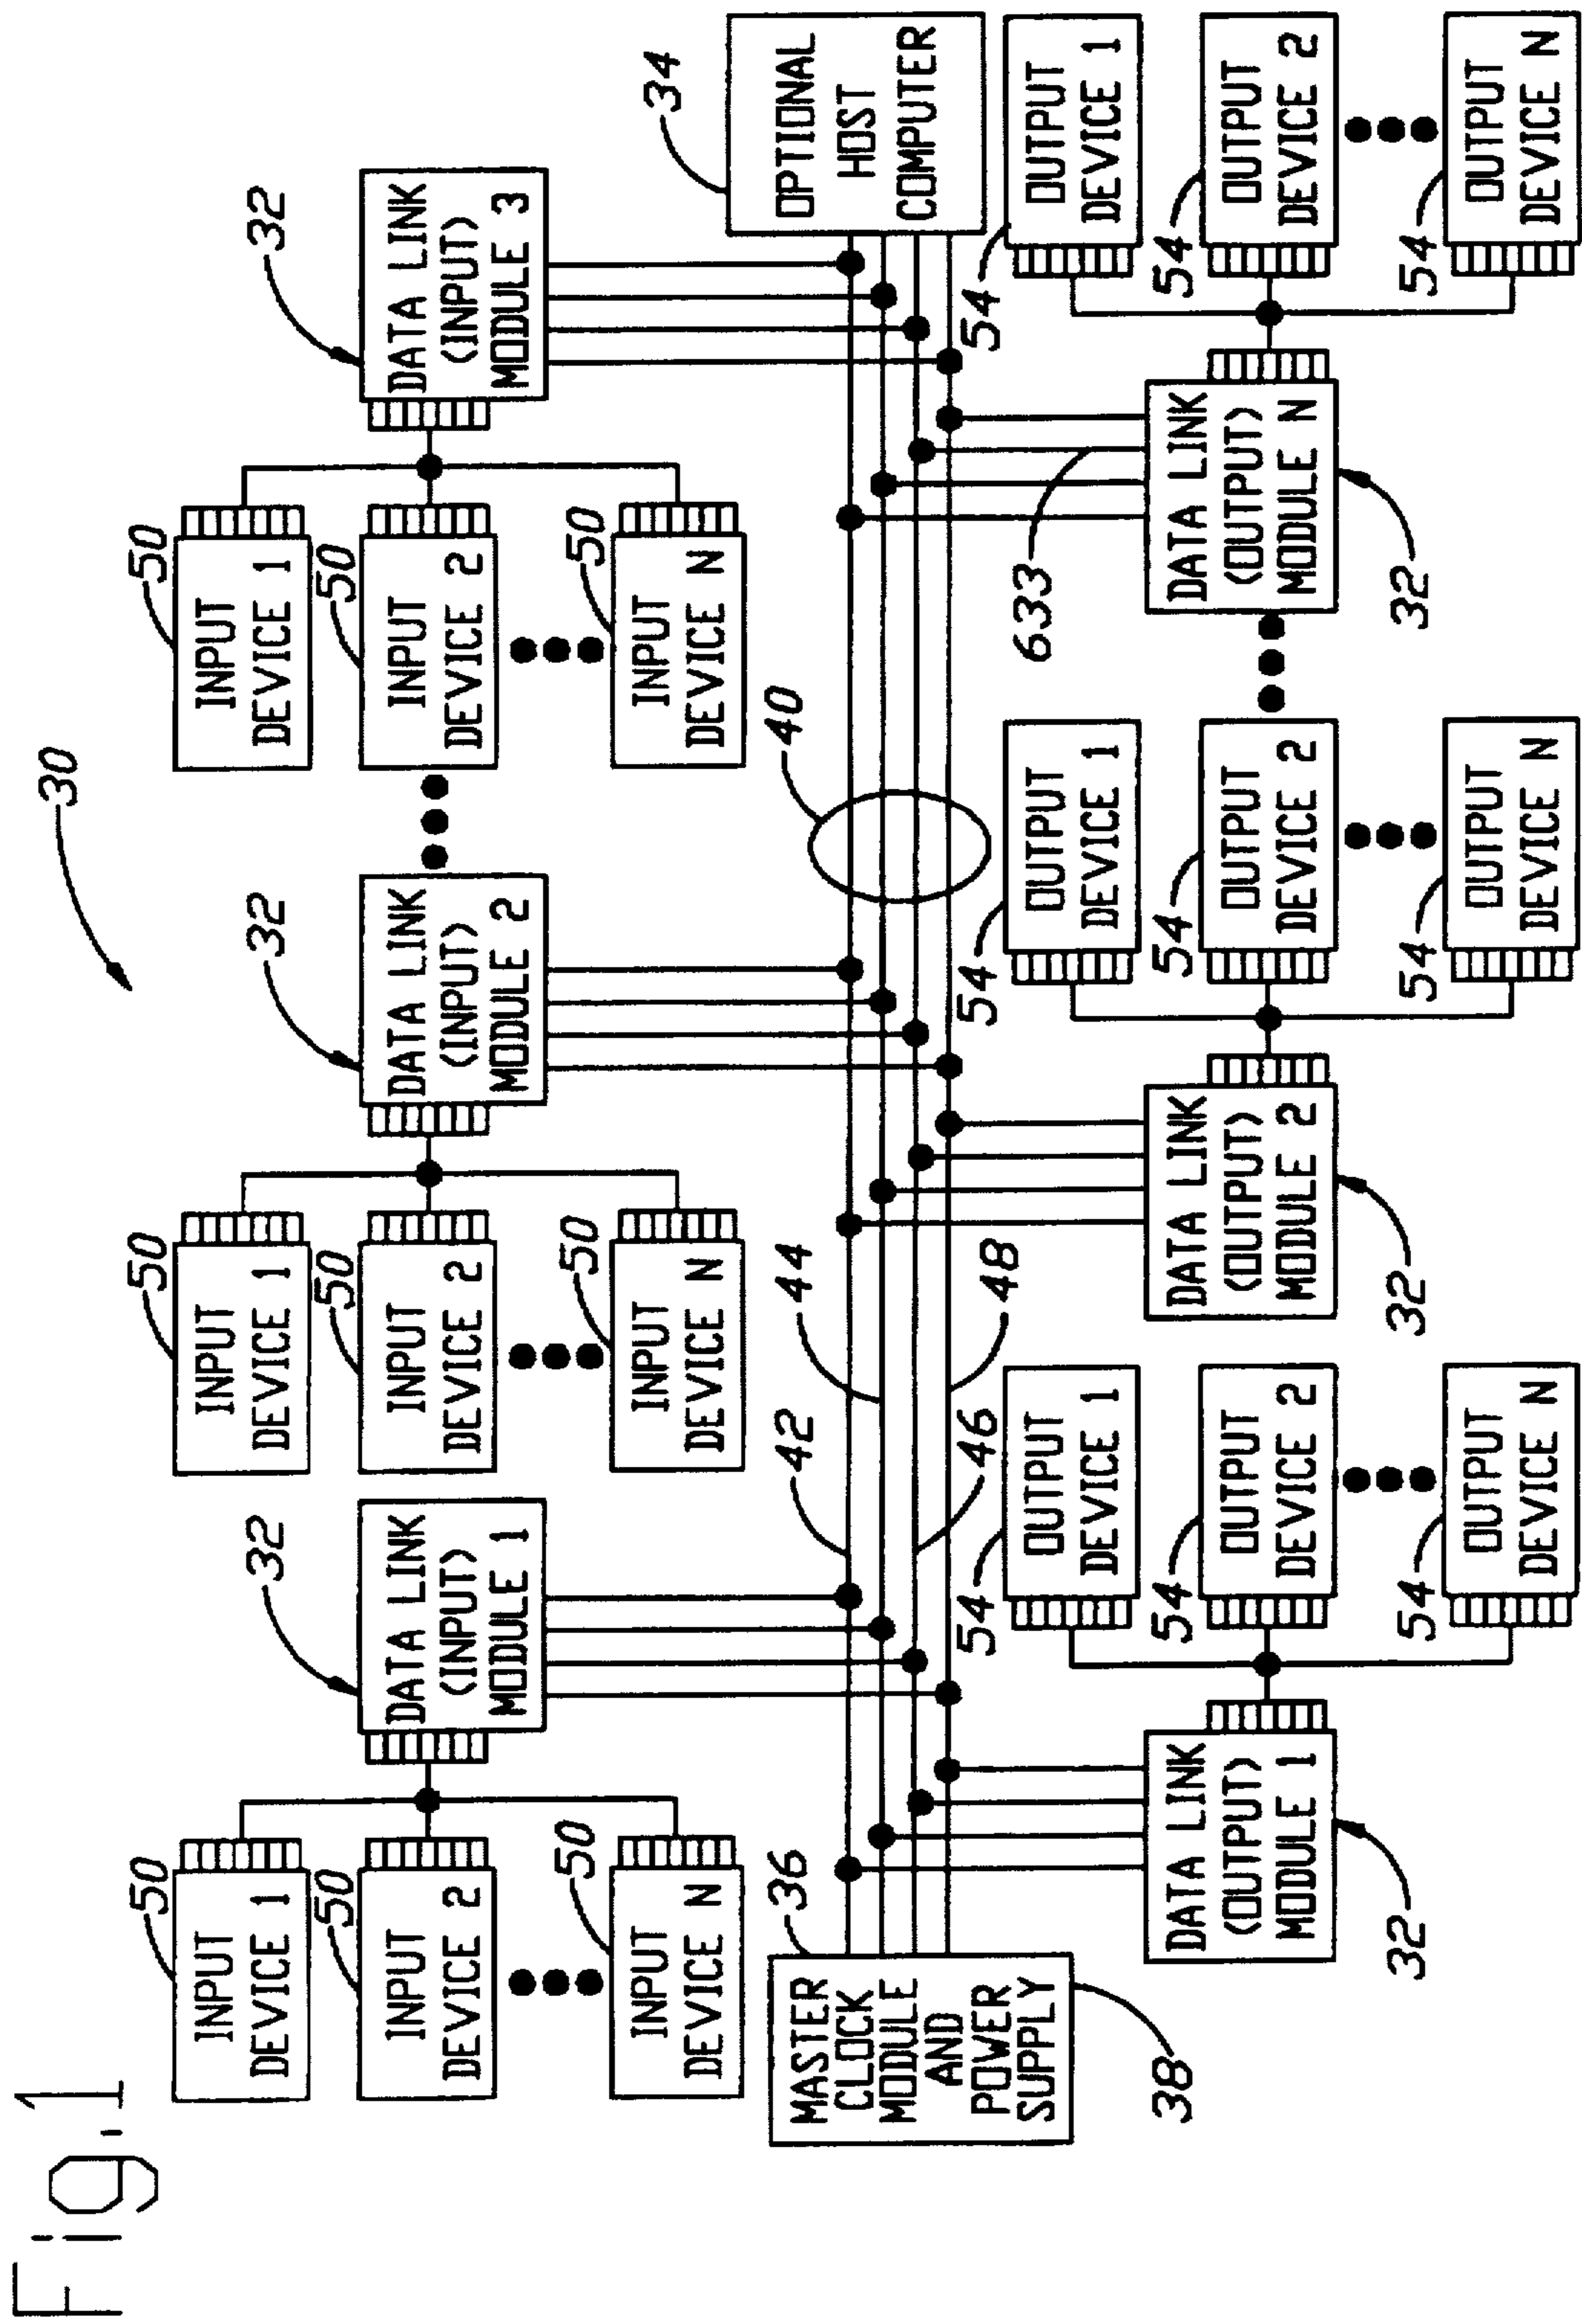 Fig.1
30
32
32
32
34
DATA LINK
(INPUT)
MODULE 1
DATA LINK
(INPUT)
MODULE 2
DATA LINK
(INPUT)
MODULE 3
50
INPUT
DEVICE 1
50
INPUT
DEVICE 2
50
INPUT
DEVICE N
50
INPUT
DEVICE 1
50
INPUT
DEVICE 2
50
INPUT
DEVICE N
50
INPUT
DEVICE 1
50
INPUT
DEVICE 2
50
INPUT
DEVICE N
36
MASTER
CLOCK
MODULE
AND
POWER
SUPPLY
38
42
44
46
48
40
OPTIONAL
HOST
COMPUTER
633
54
OUTPUT
DEVICE 1
54
OUTPUT
DEVICE 2
54
OUTPUT
DEVICE N
54
OUTPUT
DEVICE 1
54
OUTPUT
DEVICE 2
54
OUTPUT
DEVICE N
54
OUTPUT
DEVICE 1
54
OUTPUT
DEVICE 2
54
OUTPUT
DEVICE N
DATA LINK
(OUTPUT)
MODULE 1
32
DATA LINK
(OUTPUT)
MODULE 2
32
DATA LINK
(OUTPUT)
MODULE N
32